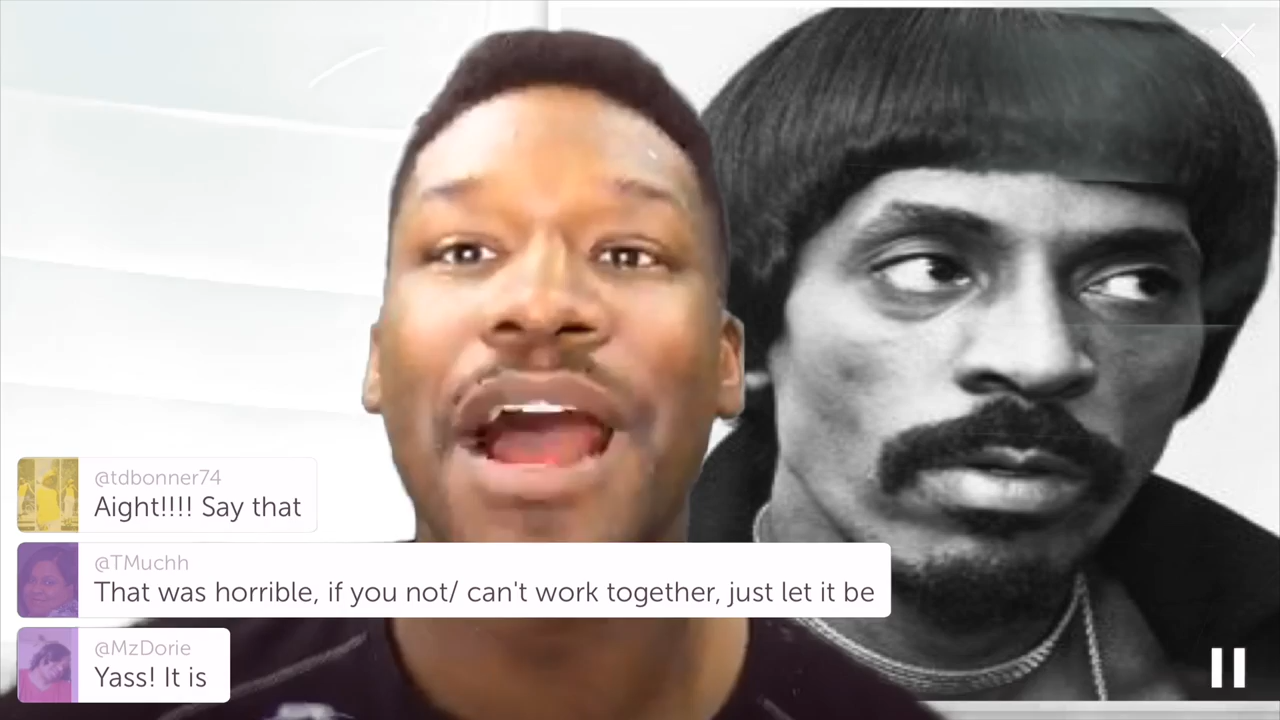 @tdbonner74
Aight!!!! Say that
@TMuchh
That was horrible, if you not/ can't work together, just let it be
@MzDorie
Yass! It is